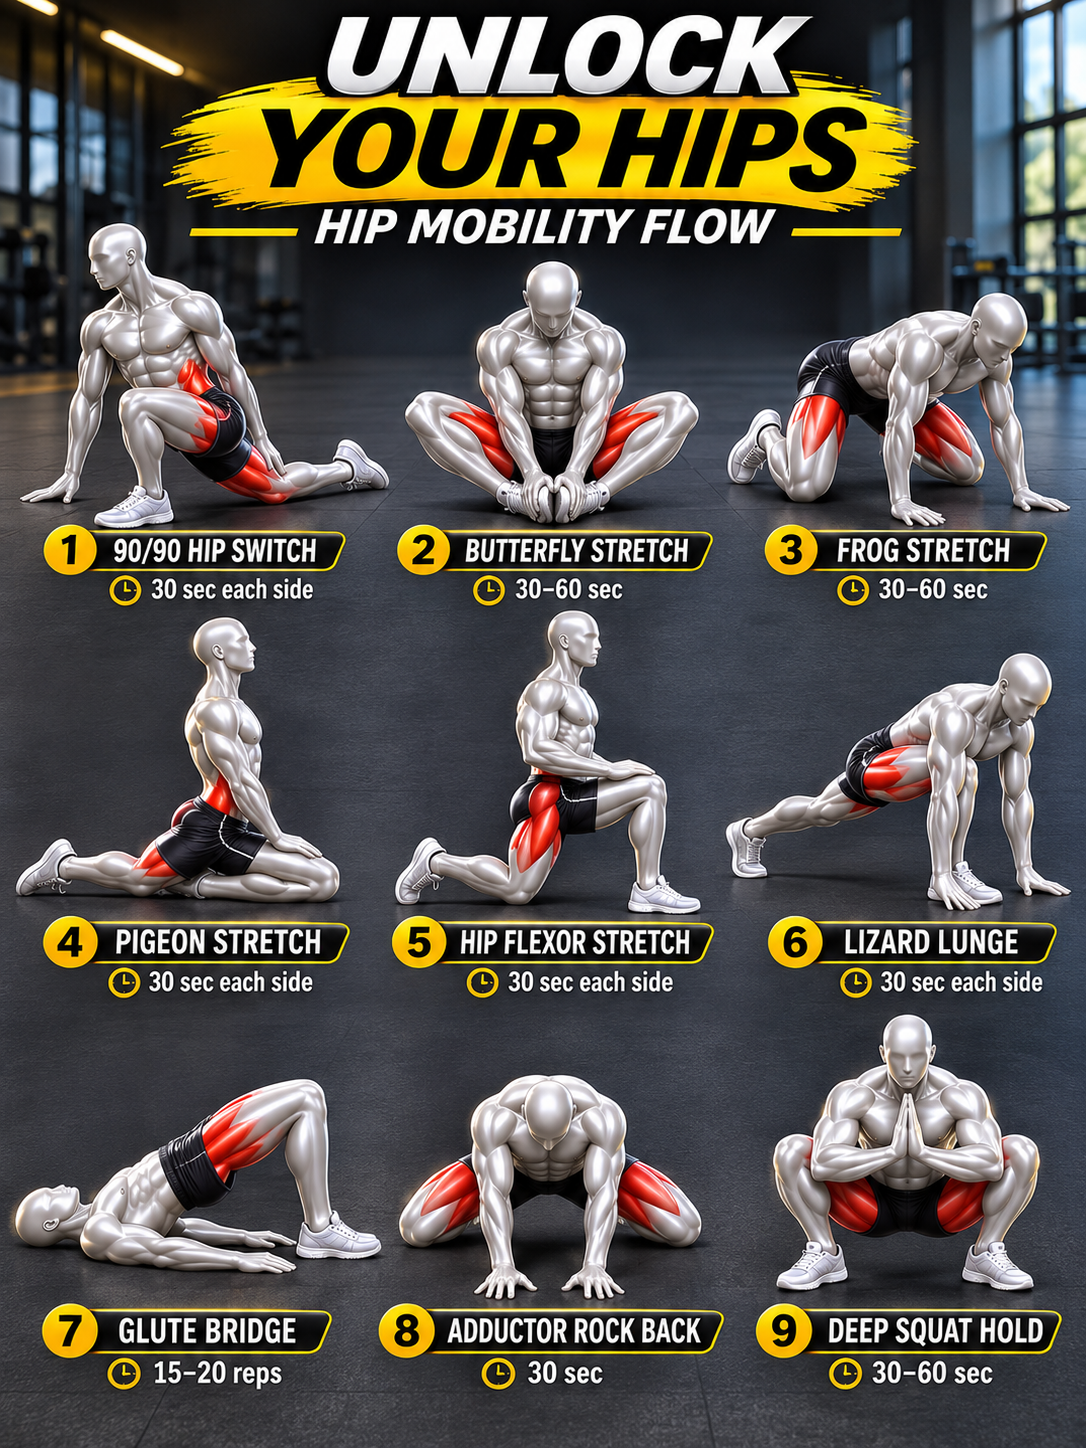 UNLOCK
YOUR HIPS
HIP MOBILITY FLOW
1 90/90 HIP SWITCH
30 sec each side
2 BUTTERFLY STRETCH
30–60 sec
3 FROG STRETCH
30–60 sec
4 PIGEON STRETCH
30 sec each side
5 HIP FLEXOR STRETCH
30 sec each side
6 LIZARD LUNGE
30 sec each side
7 GLUTE BRIDGE
15–20 reps
8 ADDUCTOR ROCK BACK
30 sec
9 DEEP SQUAT HOLD
30–60 sec